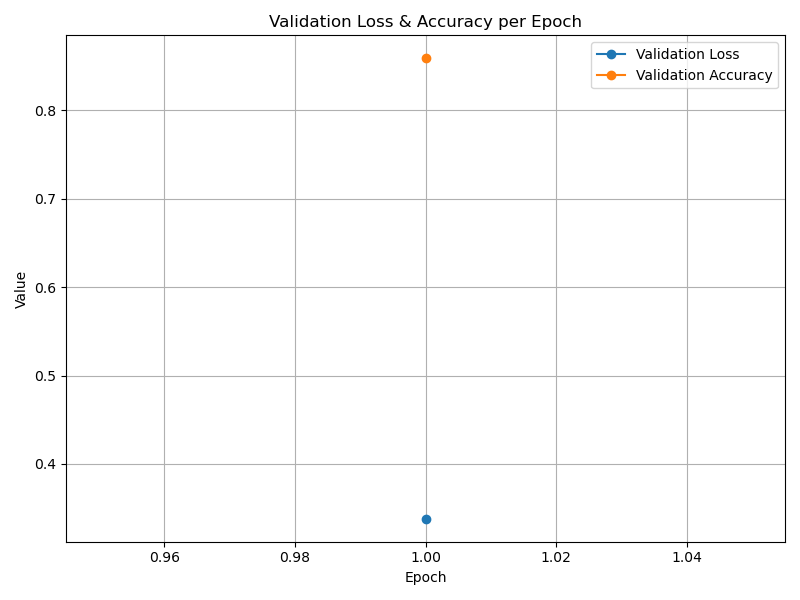 Validation Loss & Accuracy per Epoch
Validation Loss
Validation Accuracy
0.8
0.7
0.6
0.5
0.4
Value
0.96 0.98 1.00 1.02 1.04
Epoch